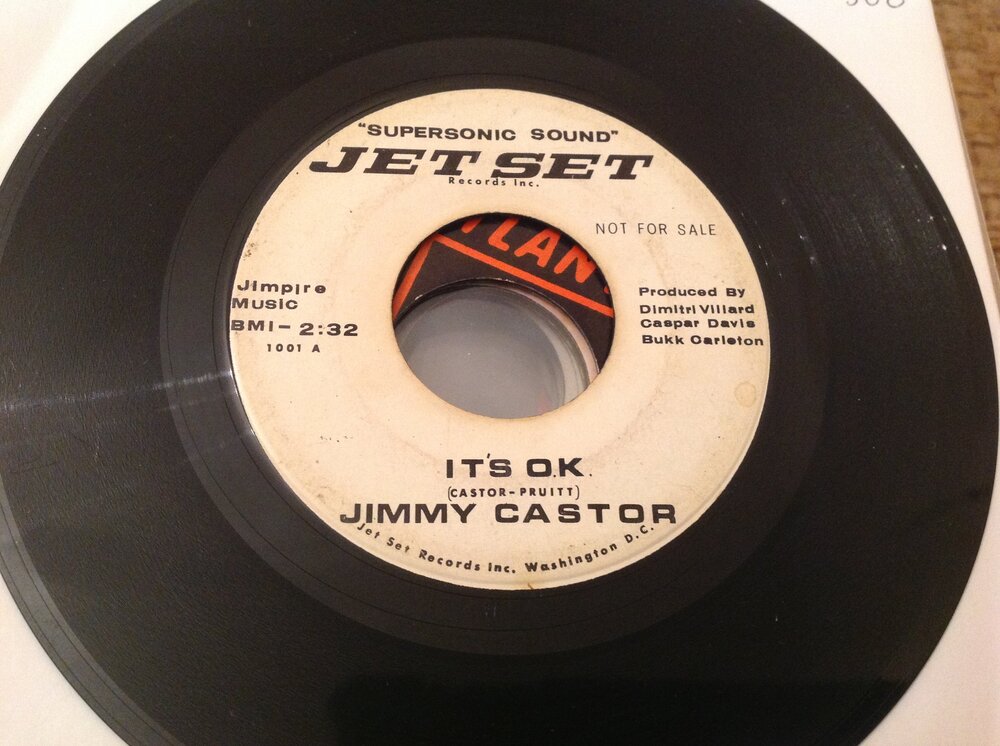 "SUPERSONIC SOUND"
JET SET
Records Inc.
NOT FOR SALE
Jimpire
Music
BMI- 2:32
1001 A
Produced By
Dimitri Villard
Caspar Davis
Bukk Carleton
IT'S O.K.
(CASTOR-PRUITT)
JIMMY CASTOR
Jet Set Records Inc. Washington D.C.